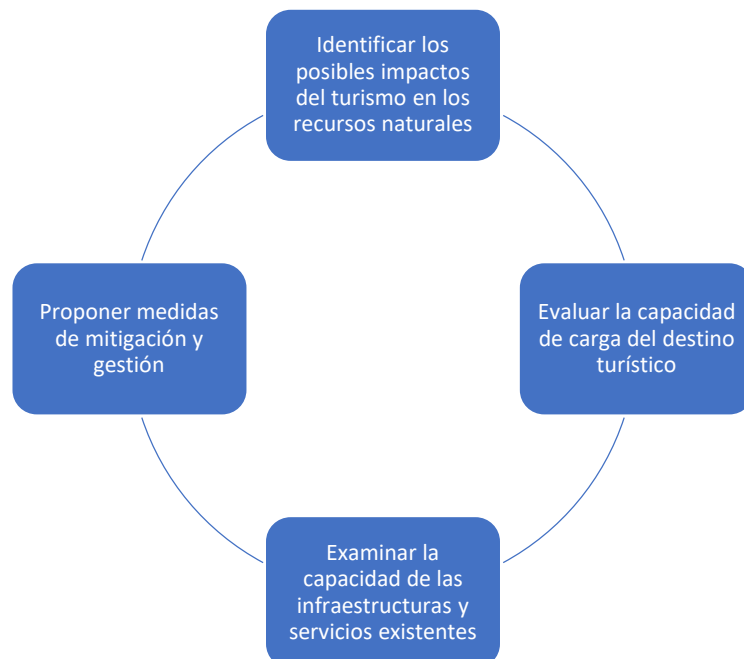 Identificar los
posibles impactos
del turismo en los
recursos naturales
Evaluar la capacidad
de carga del destino
turístico
Examinar la
capacidad de las
infraestructuras y
servicios existentes
Proponer medidas
de mitigación y
gestión